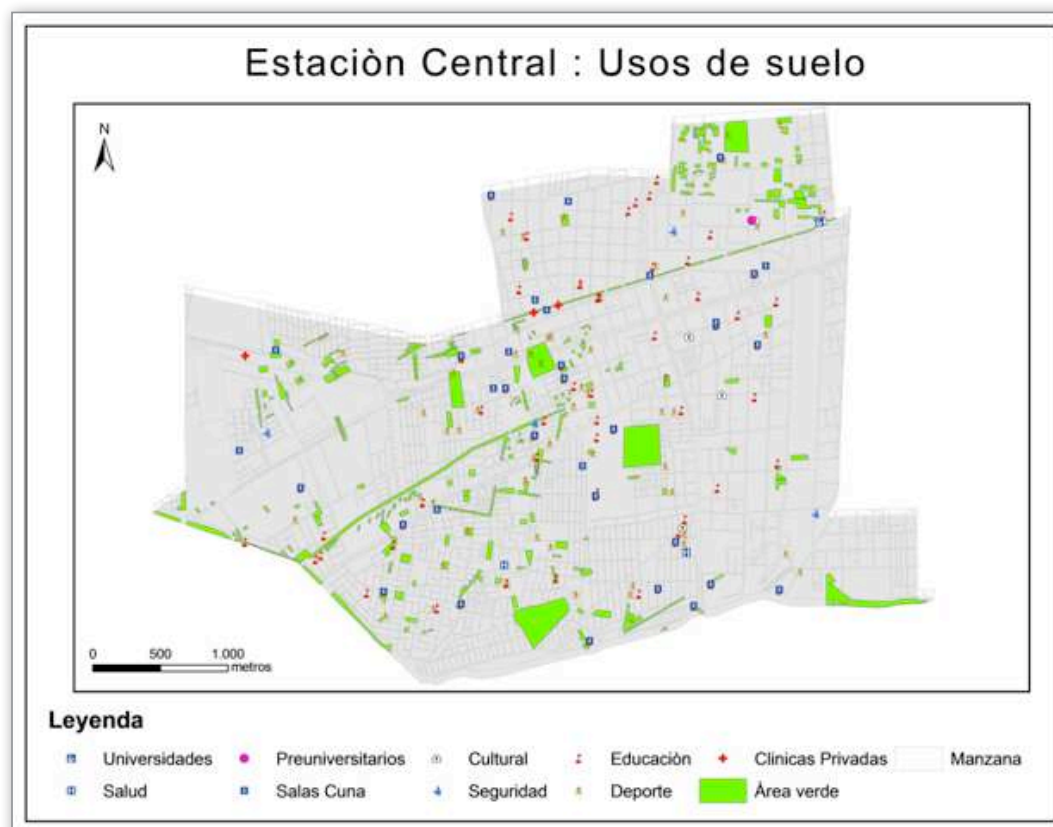 Estaciòn Central : Usos de suelo
N
0 500 1.000
metros
Leyenda
Universidades Preuniversitarios Cultural Educaciòn Clinicas Privadas Manzana
Salud Salas Cuna Seguridad Deporte Àrea verde